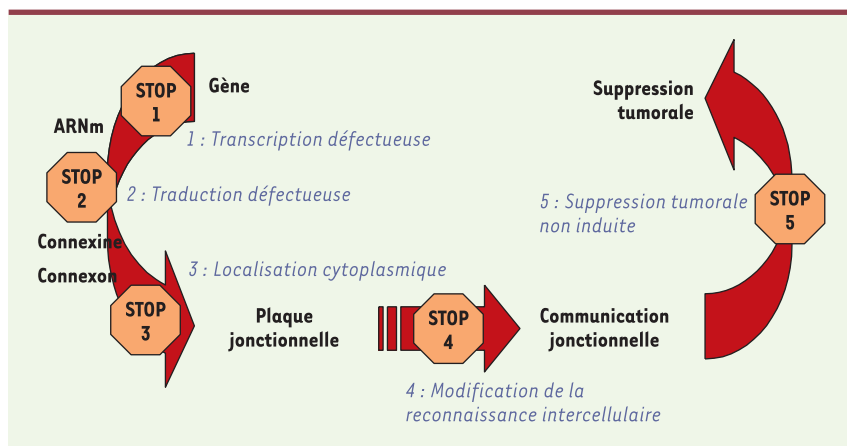 STOP
1
Gène
ARNm
1 : Transcription défectueuse
STOP
2
2 : Traduction défectueuse
Connexine
Connexon
3 : Localisation cytoplasmique
STOP
3
Plaque
jonctionnelle
STOP
4
4 : Modification de la
reconnaissance intercellulaire
Communication
jonctionnelle
5 : Suppression tumorale
non induite
STOP
5
Suppression
tumorale